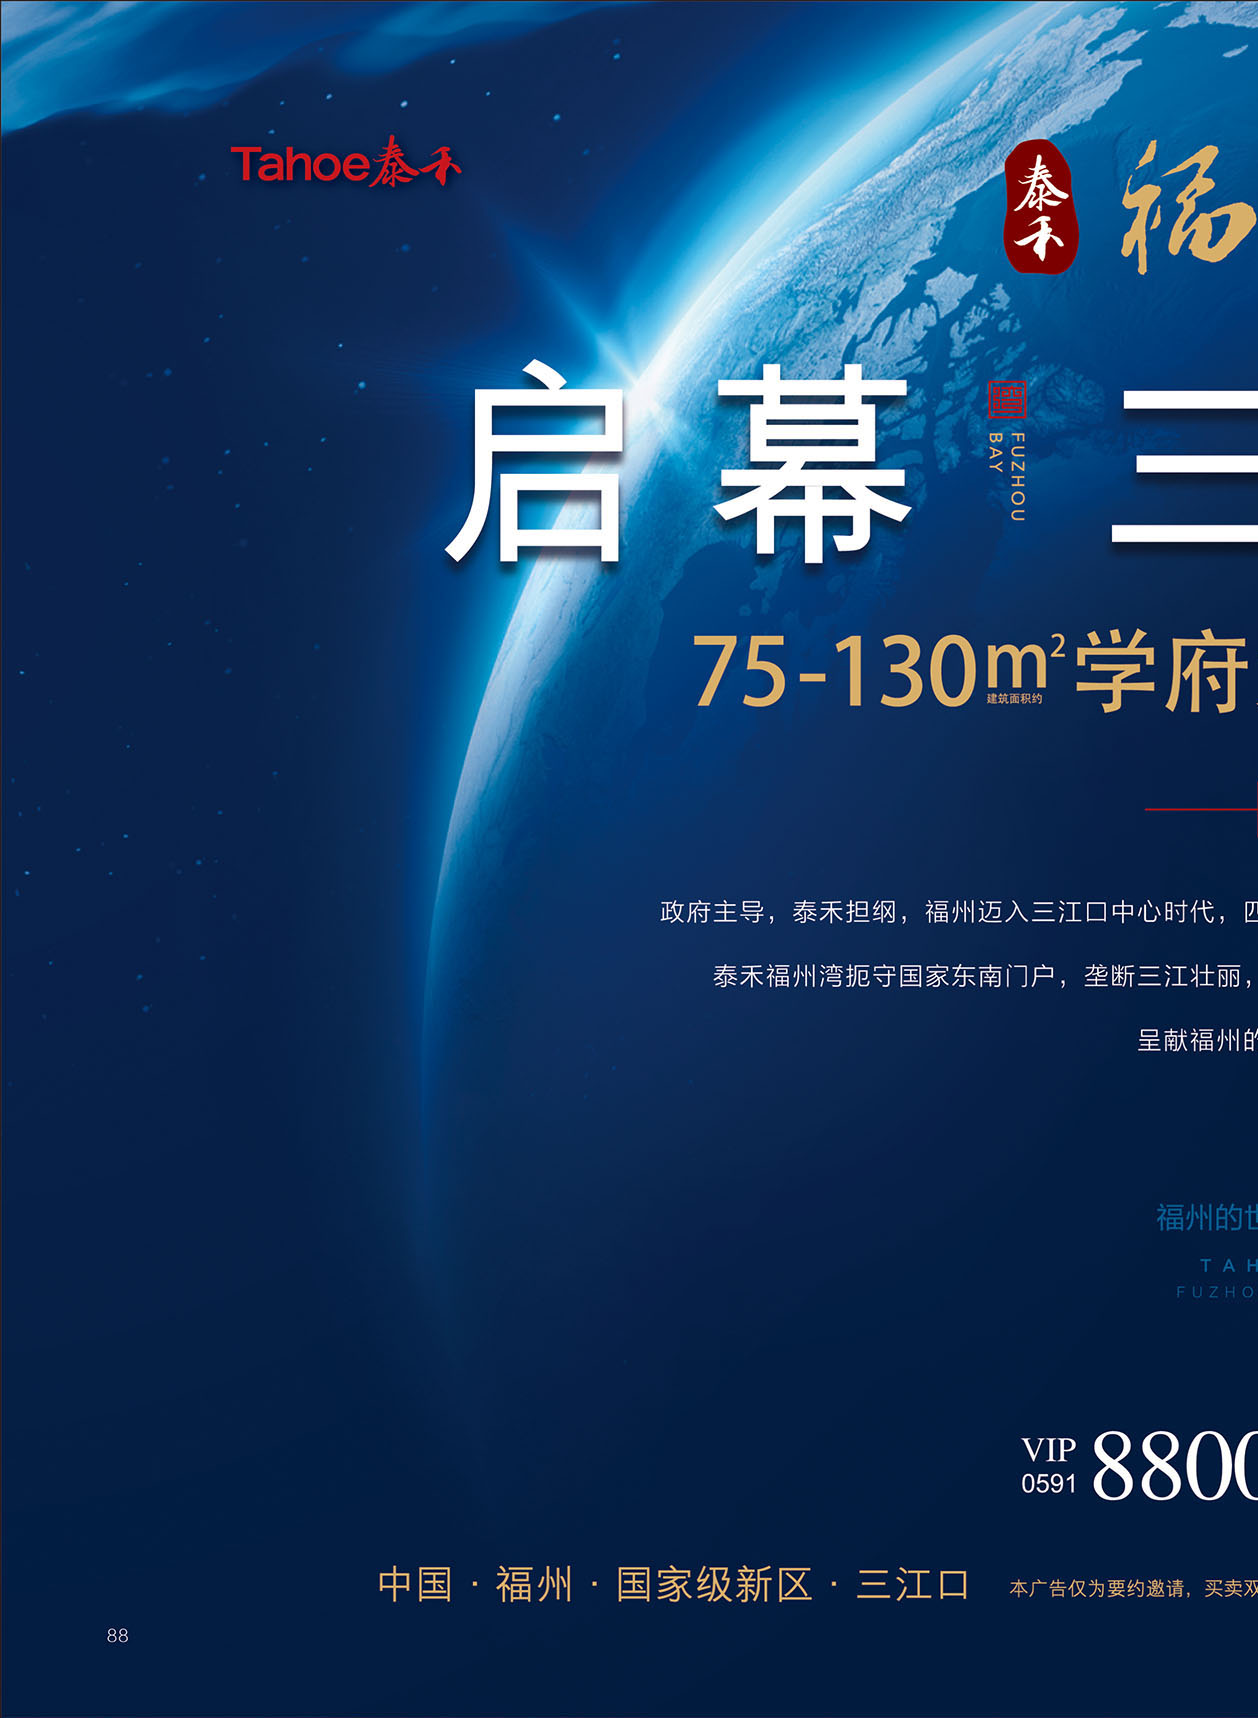 Tahoe泰禾
泰禾
福
启幕 三
灣
FUZHOU
BAY
75-130m²学府
建筑面积约
政府主导，泰禾担纲，福州迈入三江口中心时代，四
泰禾福州湾扼守国家东南门户，垄断三江壮丽，
呈献福州的
福州的世
TAH
FUZHO
VIP
0591
8800
中国·福州·国家级新区·三江口
本广告仅为要约邀请，买卖双
88